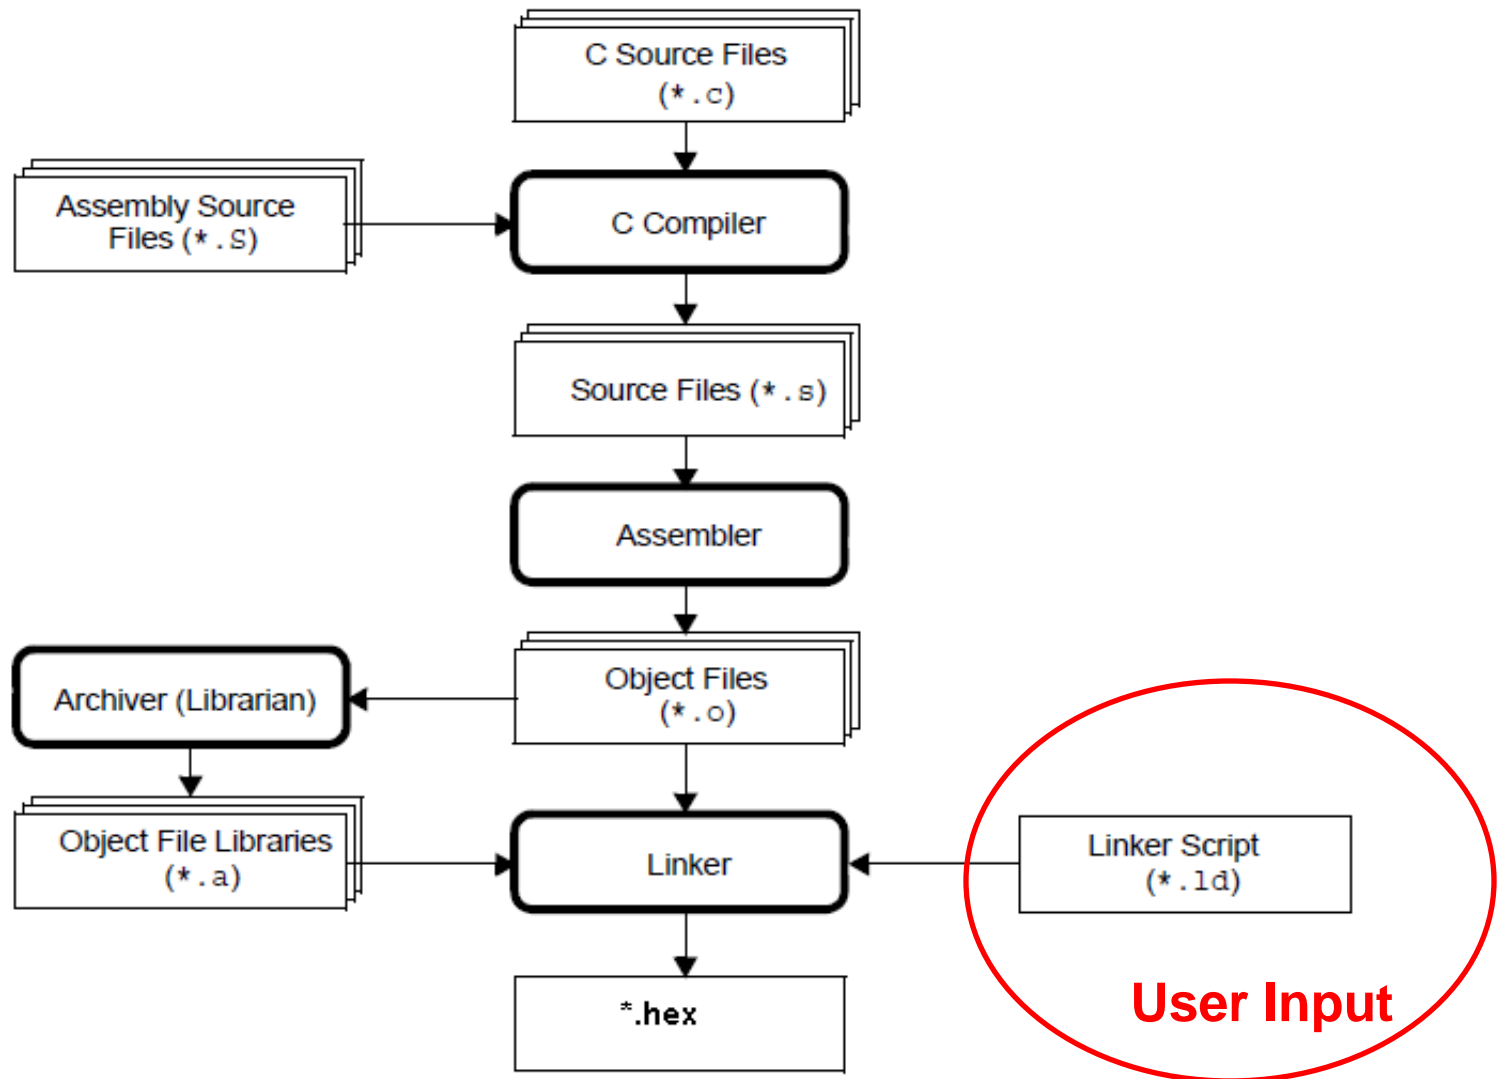 C Source Files
(*.c)
Assembly Source
Files (*.S)
C Compiler
Source Files (*.s)
Assembler
Archiver (Librarian)
Object Files
(*.o)
Object File Libraries
(*.a)
Linker
Linker Script
(*.ld)
*.hex
User Input